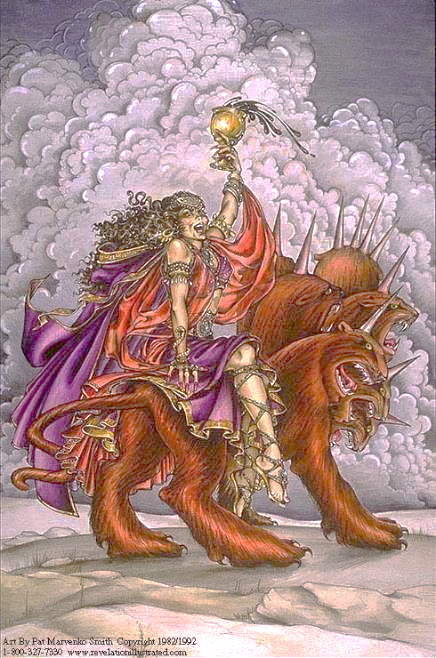 Art By Pat Marvenko Smith Copyright 1982/1992
1-800-327-7330 www.revelationillustrated.com